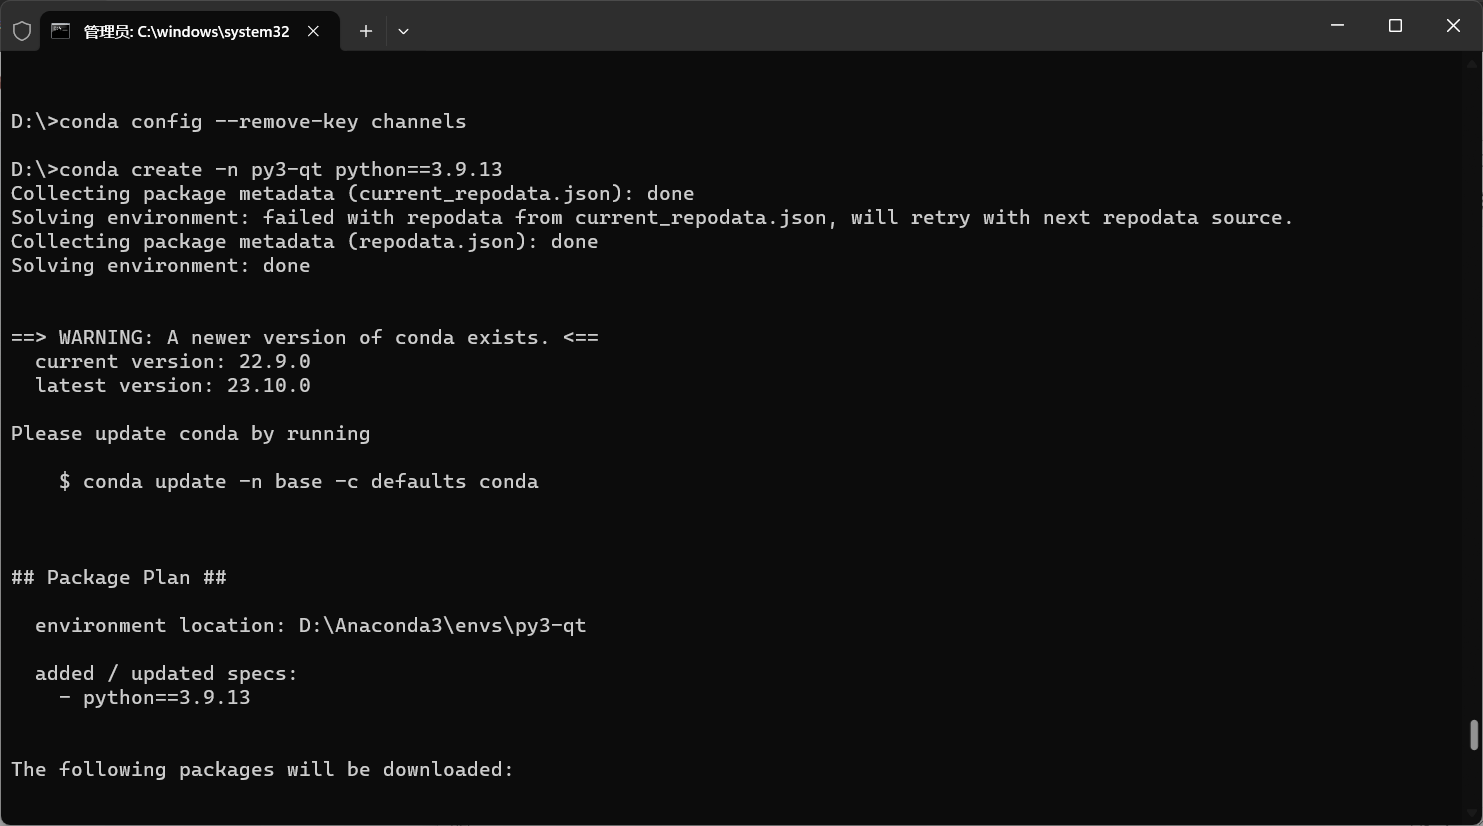 管理员: C:\windows\system32
D:\>conda config --remove-key channels
D:\>conda create -n py3-qt python==3.9.13
Collecting package metadata (current_repodata.json): done
Solving environment: failed with repodata from current_repodata.json, will retry with next repodata source.
Collecting package metadata (repodata.json): done
Solving environment: done
==> WARNING: A newer version of conda exists. <==
  current version: 22.9.0
  latest version: 23.10.0
Please update conda by running
    $ conda update -n base -c defaults conda
## Package Plan ##
  environment location: D:\Anaconda3\envs\py3-qt
  added / updated specs:
    - python==3.9.13
The following packages will be downloaded: